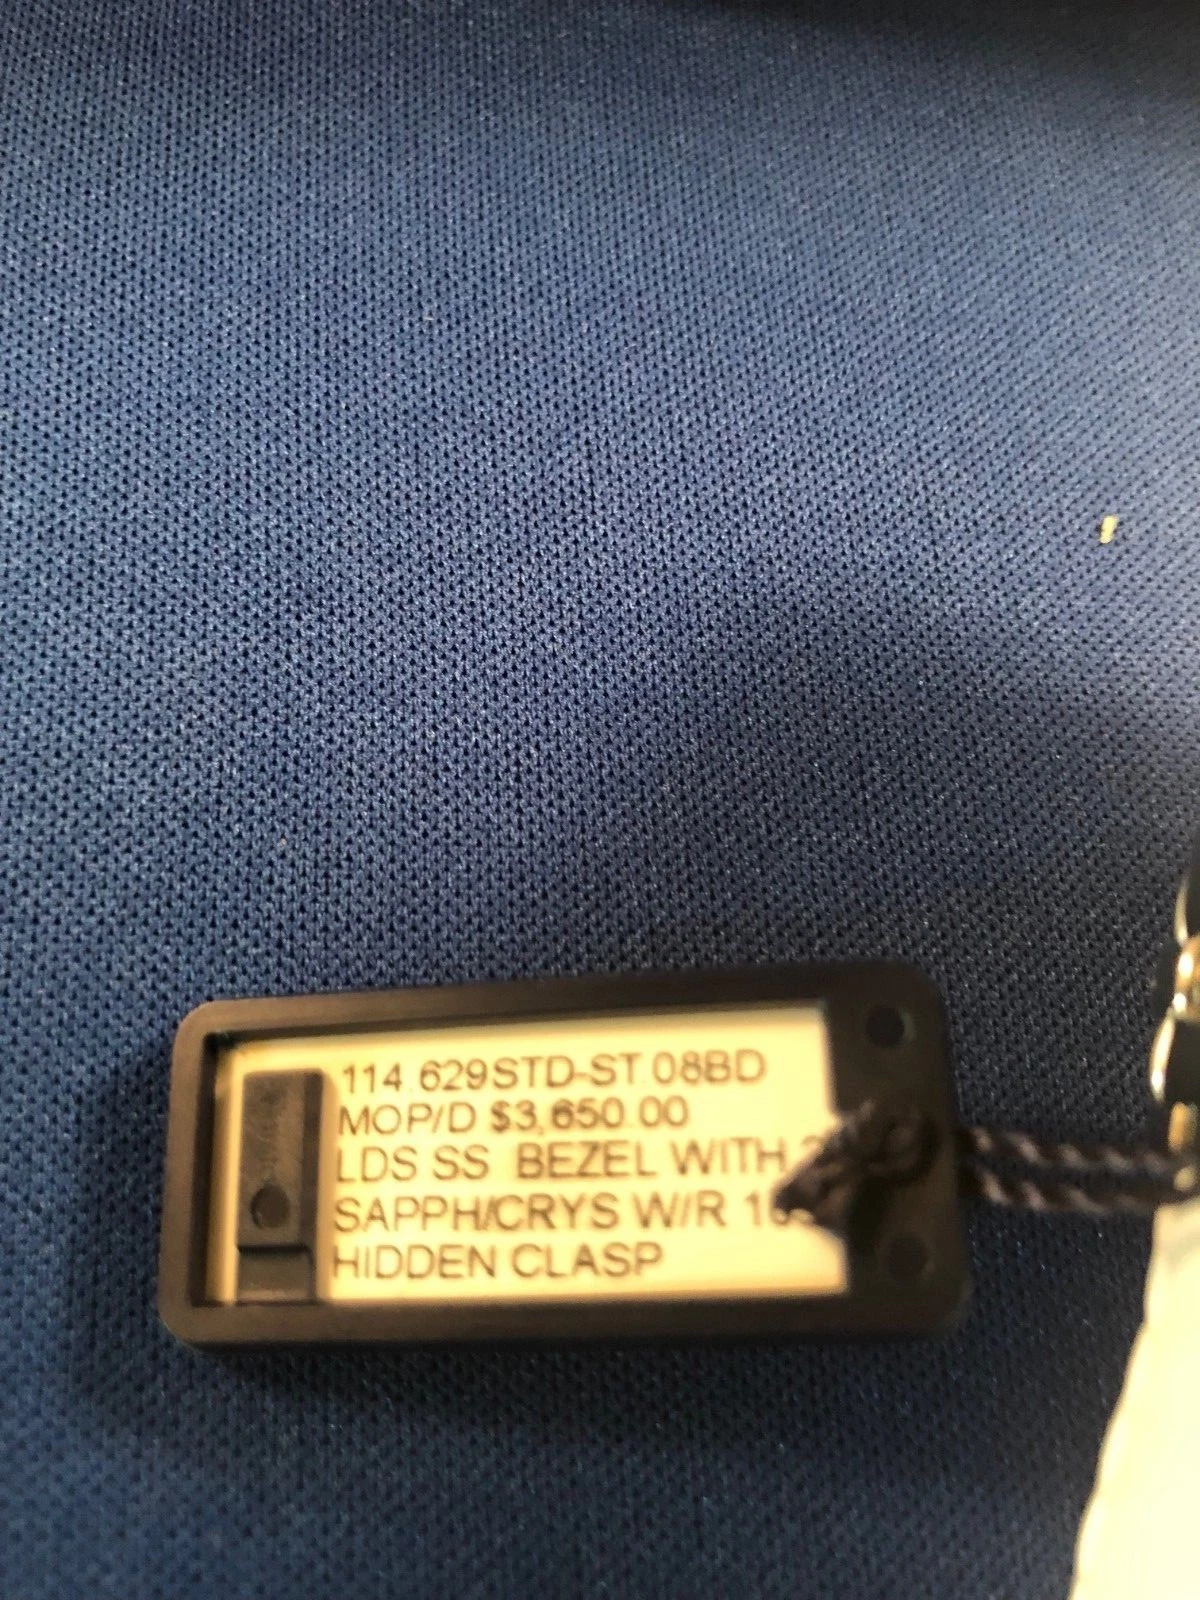 114.629STD-ST.08BD
MOP/D $3,650.00
LDS SS BEZEL WITH
SAPPH/CRYS W/R
HIDDEN CLASP